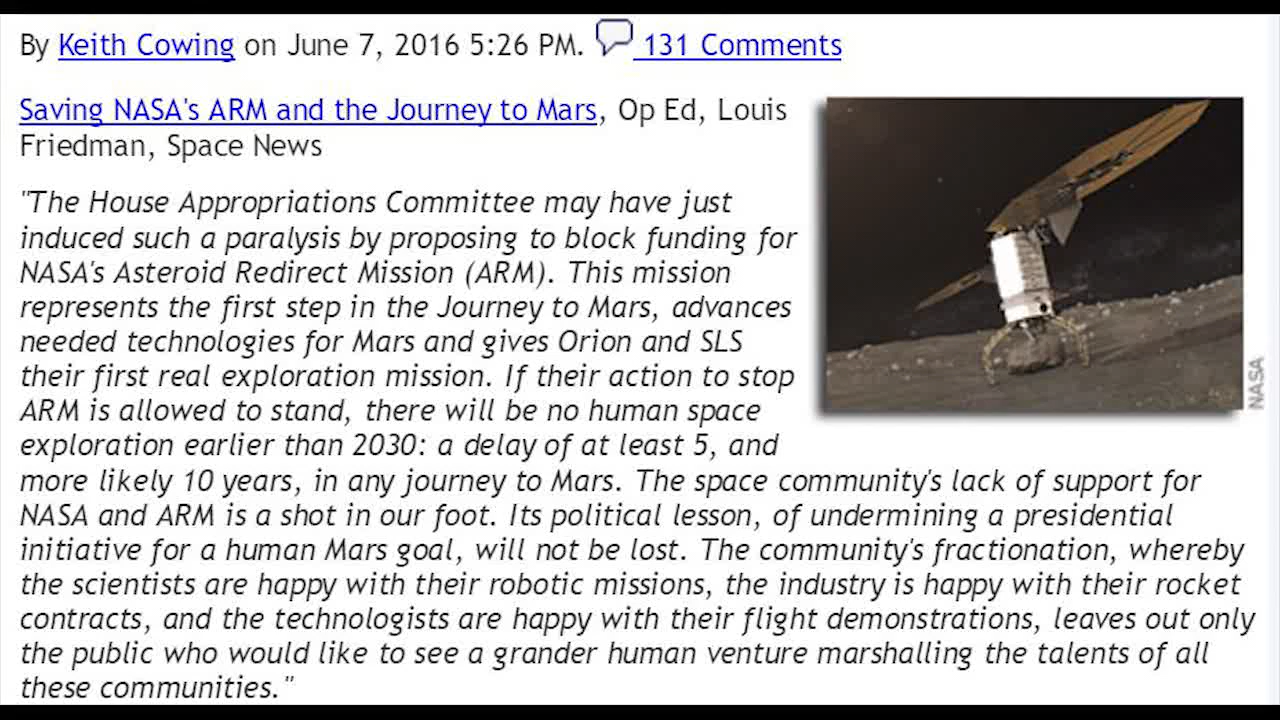 By Keith Cowing on June 7, 2016 5:26 PM. 131 Comments
Saving NASA's ARM and the Journey to Mars, Op Ed, Louis
Friedman, Space News
"The House Appropriations Committee may have just
induced such a paralysis by proposing to block funding for
NASA's Asteroid Redirect Mission (ARM). This mission
represents the first step in the Journey to Mars, advances
needed technologies for Mars and gives Orion and SLS
their first real exploration mission. If their action to stop
ARM is allowed to stand, there will be no human space
exploration earlier than 2030: a delay of at least 5, and
more likely 10 years, in any journey to Mars. The space community's lack of support for
NASA and ARM is a shot in our foot. Its political lesson, of undermining a presidential
initiative for a human Mars goal, will not be lost. The community's fractionation, whereby
the scientists are happy with their robotic missions, the industry is happy with their rocket
contracts, and the technologists are happy with their flight demonstrations, leaves out only
the public who would like to see a grander human venture marshalling the talents of all
these communities."
NASA